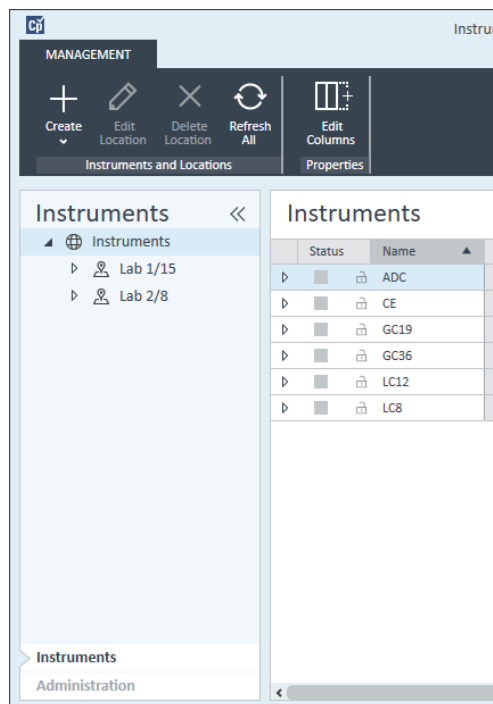 Cp
Instru
MANAGEMENT
Create
Edit Location
Delete Location
Refresh All
Edit Columns
Instruments and Locations
Properties
Instruments
Instruments
Lab 1/15
Lab 2/8
Instruments
Administration
Instruments
Status Name
ADC
CE
GC19
GC36
LC12
LC8